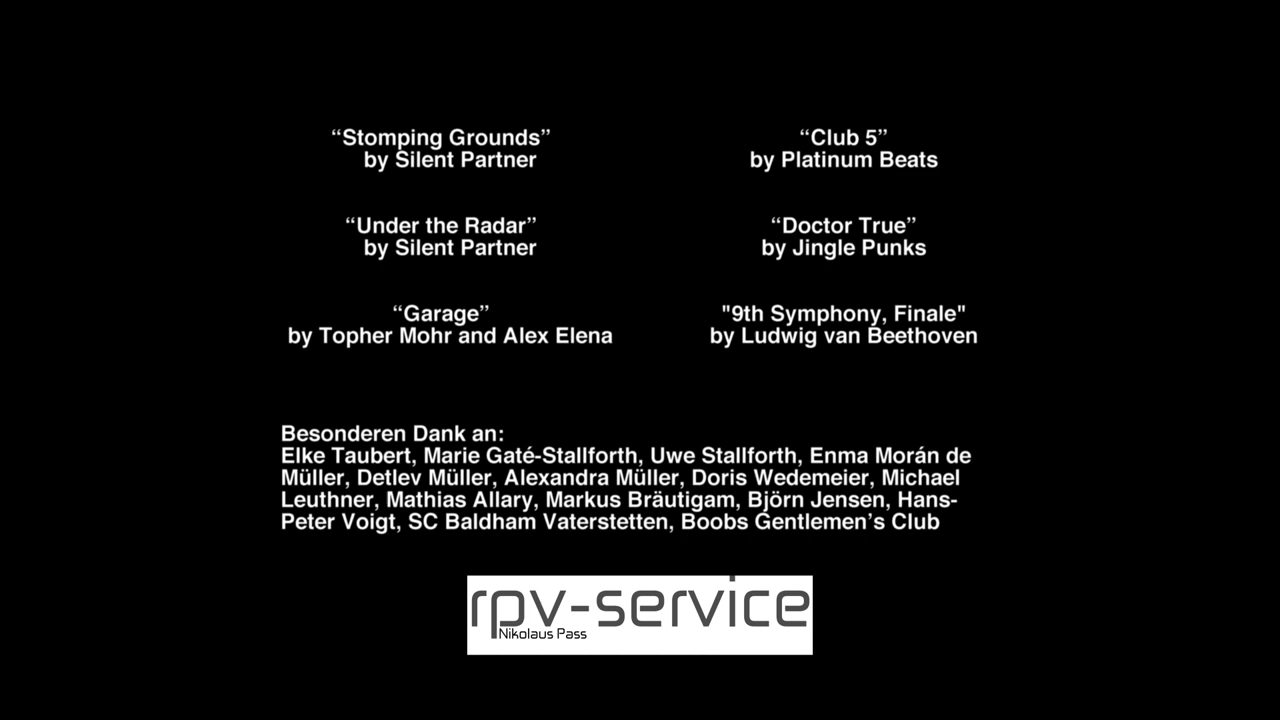 “Stomping Grounds”
by Silent Partner
“Club 5”
by Platinum Beats
“Under the Radar”
by Silent Partner
“Doctor True”
by Jingle Punks
“Garage”
by Topher Mohr and Alex Elena
"9th Symphony, Finale"
by Ludwig van Beethoven
Besonderen Dank an:
Elke Taubert, Marie Gaté-Stallforth, Uwe Stallforth, Enma Morán de
Müller, Detlev Müller, Alexandra Müller, Doris Wedemeier, Michael
Leuthner, Mathias Allary, Markus Bräutigam, Björn Jensen, Hans-
Peter Voigt, SC Baldham Vaterstetten, Boobs Gentlemen’s Club
rpv-service
Nikolaus Pass